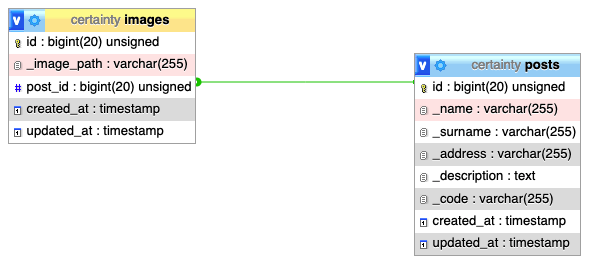 v certainty images
id : bigint(20) unsigned
_image_path : varchar(255)
# post_id : bigint(20) unsigned
created_at : timestamp
updated_at : timestamp
v certainty posts
id : bigint(20) unsigned
_name : varchar(255)
_surname : varchar(255)
_address : varchar(255)
_description : text
_code : varchar(255)
created_at : timestamp
updated_at : timestamp